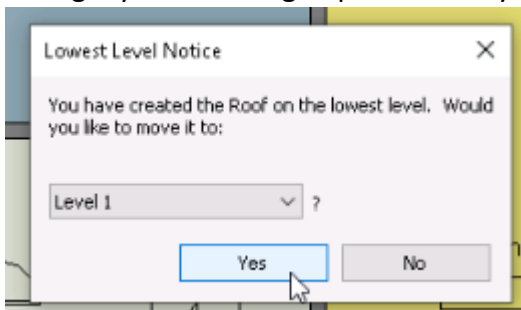 Lowest Level Notice
You have created the Roof on the lowest level. Would
you like to move it to:
Level 1 ?
Yes No